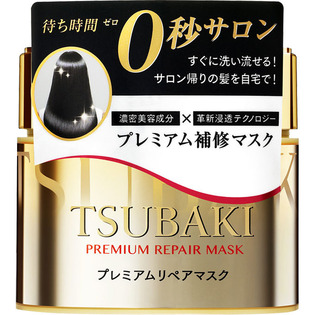 待ち時間 ゼロ
0秒サロン
すぐに洗い流せる!
サロン帰りの髪を自宅で!
濃密美容成分 × 革新浸透テクノロジー
プレミアム補修マスク
TSUBAKI
PREMIUM REPAIR MASK
プレミアムリペアマスク